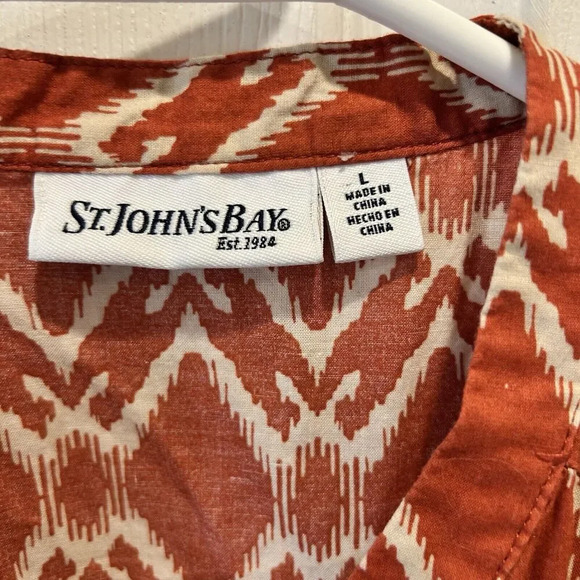 ST. JOHN'S BAY®
Est. 1984
L
MADE IN
CHINA
HECHO EN
CHINA